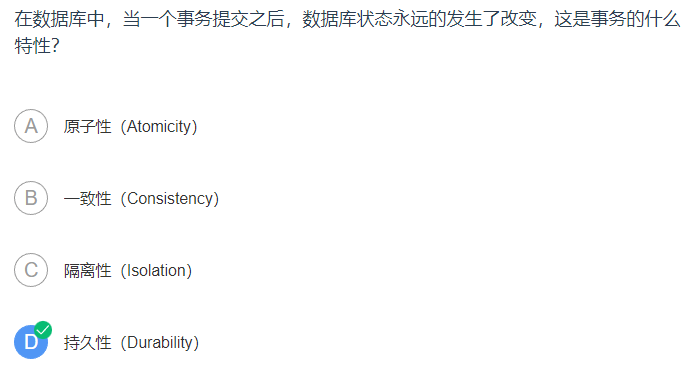 在数据库中，当一个事务提交之后，数据库状态永远的发生了改变，这是事务的什么
特性？
A 原子性（Atomicity）
B 一致性（Consistency）
C 隔离性（Isolation）
D 持久性（Durability）